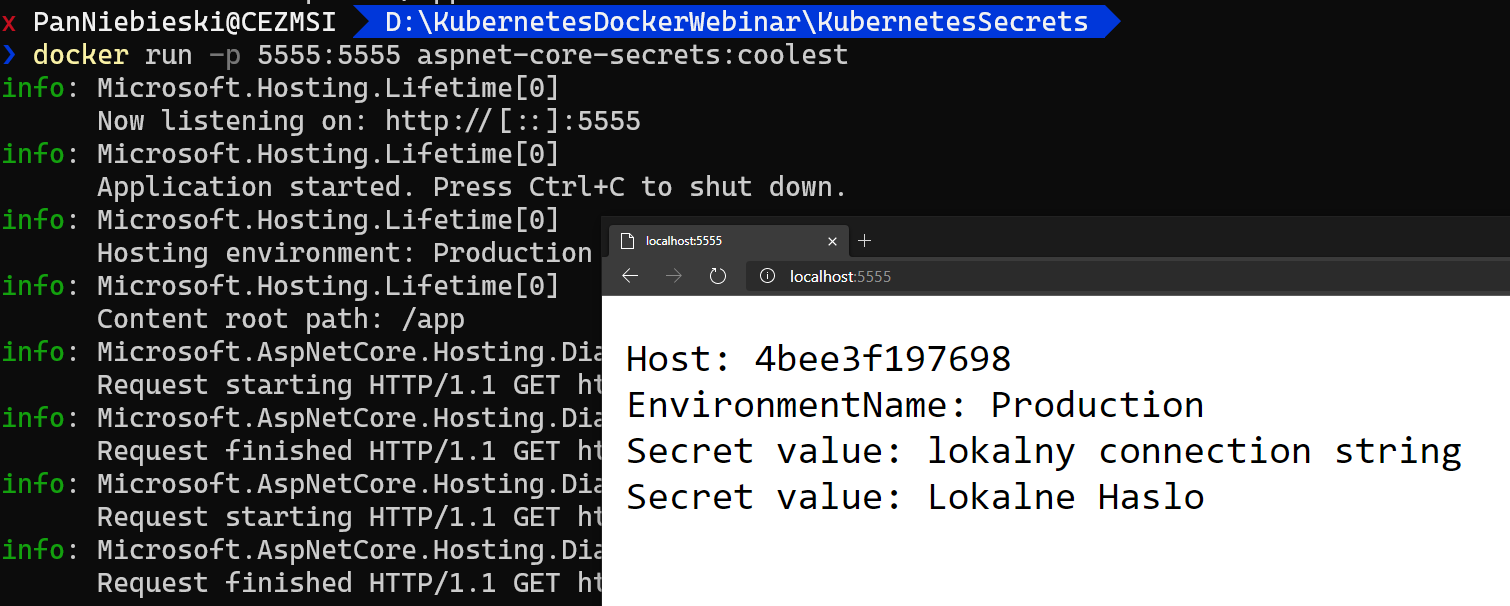 x PanNiebieski@CEZMSI D:\KubernetesDockerWebinar\KubernetesSecrets
❯ docker run -p 5555:5555 aspnet-core-secrets:coolest
info: Microsoft.Hosting.Lifetime[0]
Now listening on: http://[::]:5555
info: Microsoft.Hosting.Lifetime[0]
Application started. Press Ctrl+C to shut down.
info: Microsoft.Hosting.Lifetime[0]
Hosting environment: Production
info: Microsoft.Hosting.Lifetime[0]
Content root path: /app
info: Microsoft.AspNetCore.Hosting.Dia
Request starting HTTP/1.1 GET ht
info: Microsoft.AspNetCore.Hosting.Dia
Request finished HTTP/1.1 GET ht
info: Microsoft.AspNetCore.Hosting.Dia
Request starting HTTP/1.1 GET ht
info: Microsoft.AspNetCore.Hosting.Dia
Request finished HTTP/1.1 GET ht
localhost:5555
localhost:5555
Host: 4bee3f197698
EnvironmentName: Production
Secret value: lokalny connection string
Secret value: Lokalne Haslo